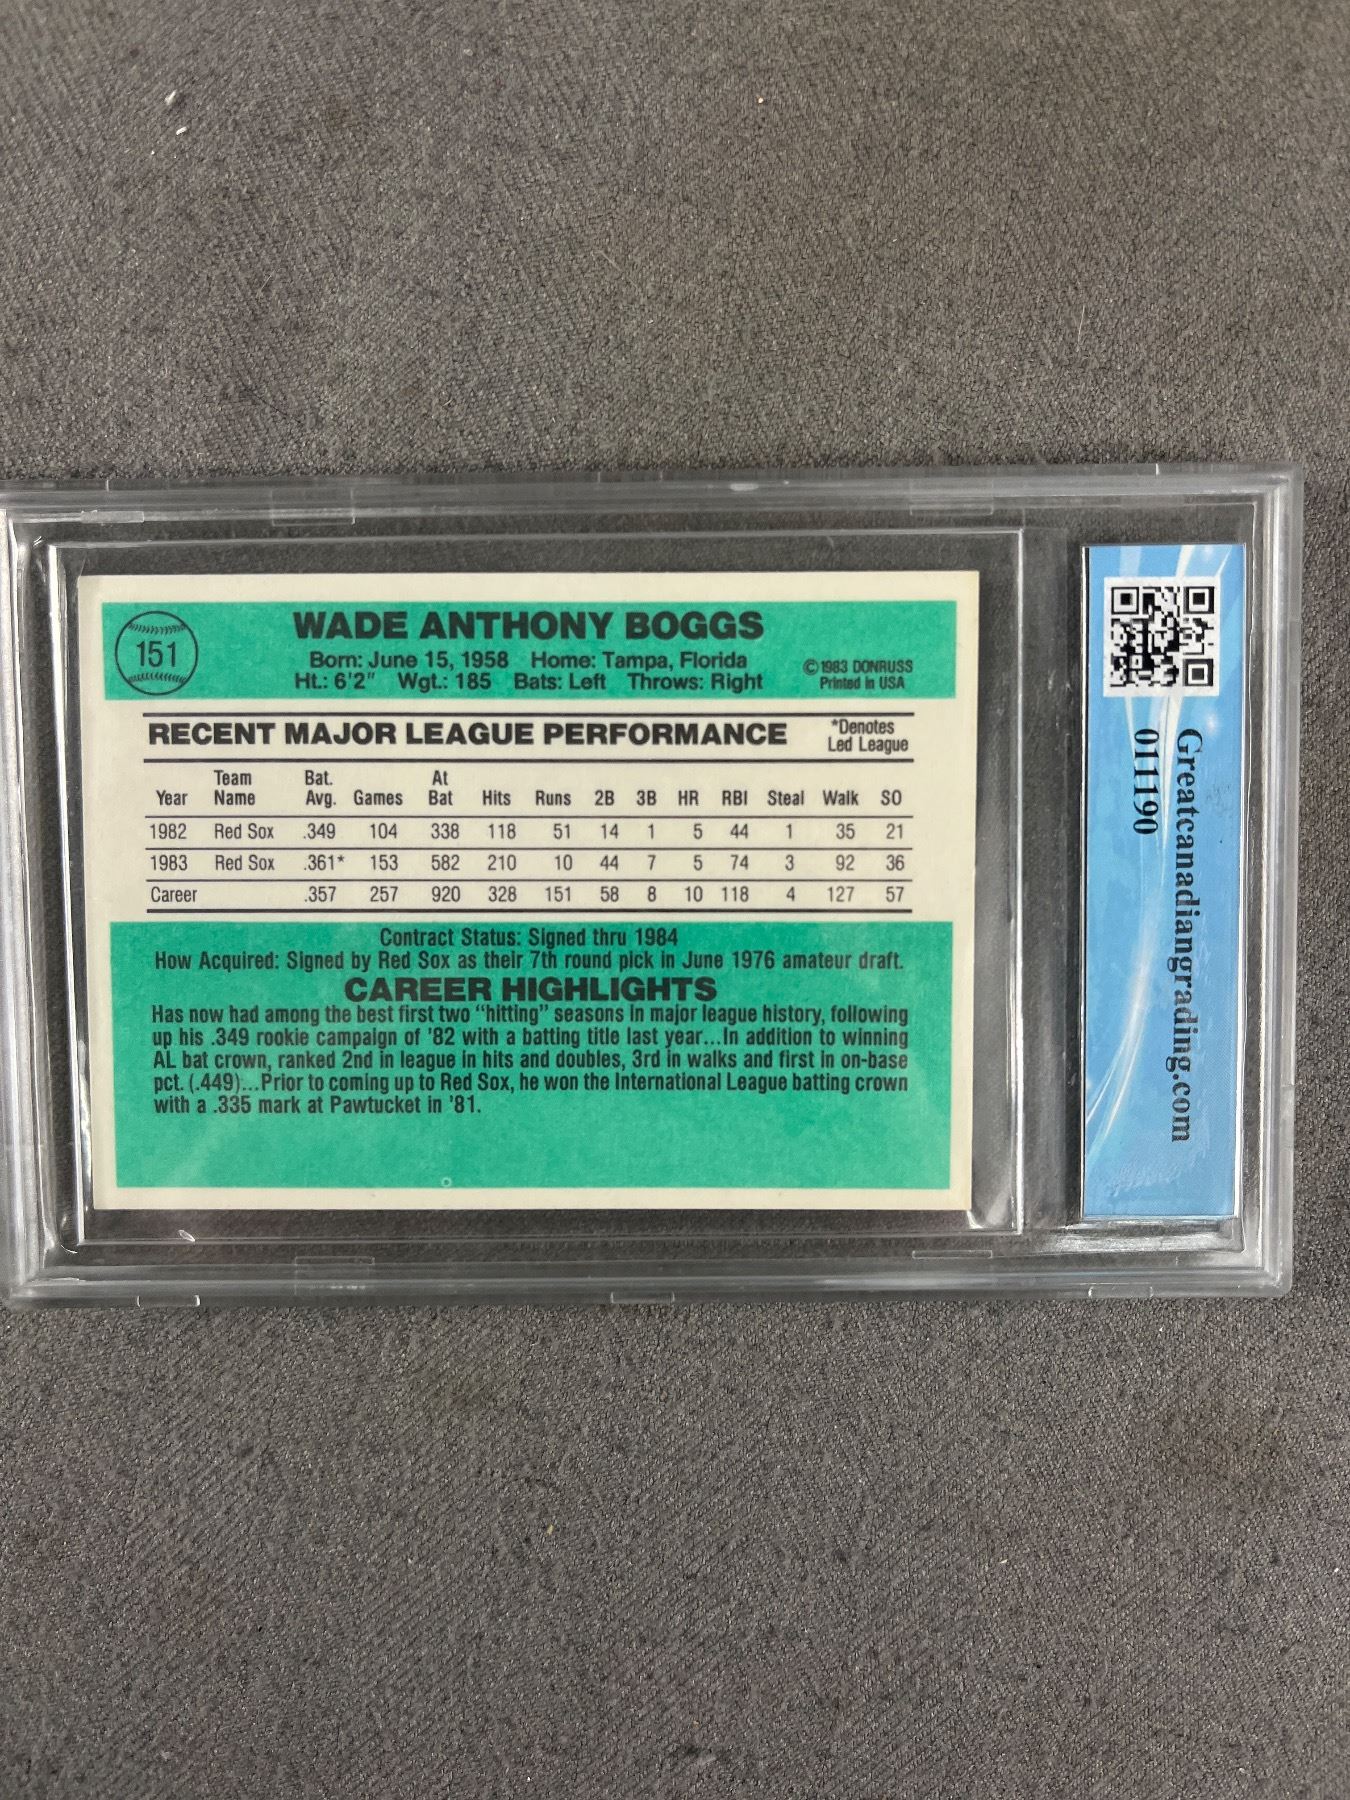 151
WADE ANTHONY BOGGS
Born: June 15, 1958 Home: Tampa, Florida
Ht.: 6'2" Wgt.: 185 Bats: Left Throws: Right
© 1983 DONRUSS
Printed in USA
RECENT MAJOR LEAGUE PERFORMANCE
*Denotes
Led League
Year Team Name Bat. Avg. Games At Bat Hits Runs 2B 3B HR RBI Steal Walk SO
1982 Red Sox .349 104 338 118 51 14 1 5 44 1 35 21
1983 Red Sox .361* 153 582 210 10 44 7 5 74 3 92 36
Career .357 257 920 328 151 58 8 10 118 4 127 57
Contract Status: Signed thru 1984
How Acquired: Signed by Red Sox as their 7th round pick in June 1976 amateur draft.
CAREER HIGHLIGHTS
Has now had among the best first two "hitting" seasons in major league history, following
up his .349 rookie campaign of '82 with a batting title last year...In addition to winning
AL bat crown, ranked 2nd in league in hits and doubles, 3rd in walks and first in on-base
pct. (.449)...Prior to coming up to Red Sox, he won the International League batting crown
with a .335 mark at Pawtucket in '81.
Greatcanadiangrading.com
011190